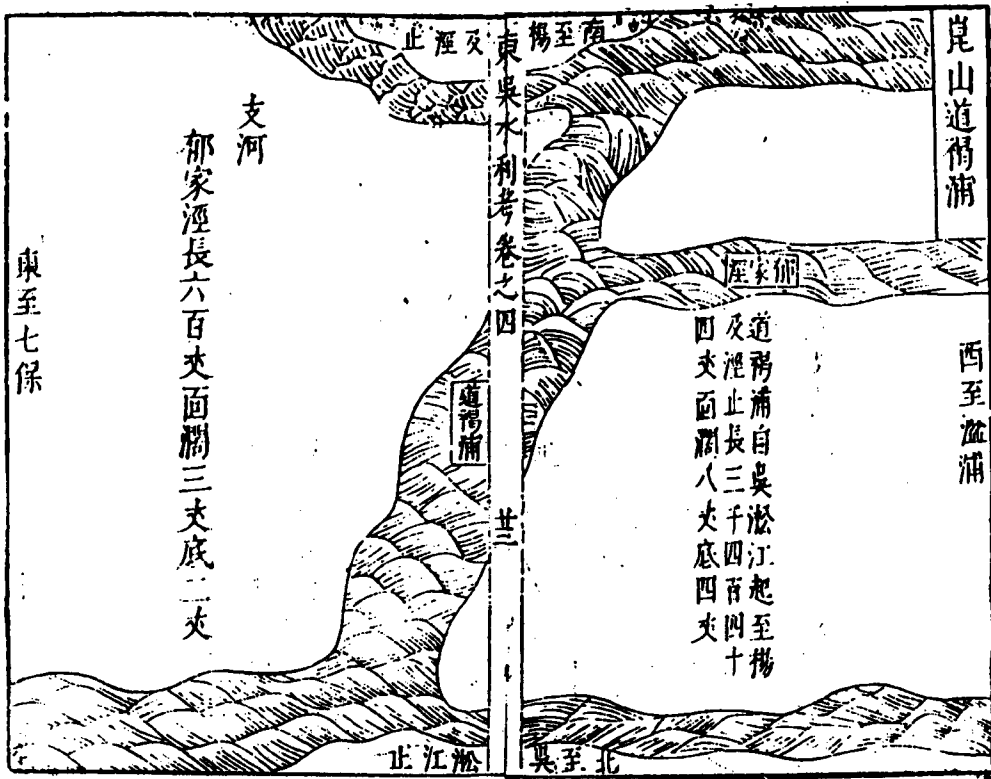 崑山道褐浦
西至浦
南至楊
郁家涇
道褐浦自吳淞江起至楊
及涇止長三千四百四十
四丈面濶八丈底四丈
北至吳
東吳水利考卷之四
廿三
及涇止
道褐浦
淞江止
支河
郁家涇長六百丈面濶三丈底二丈
東至七保